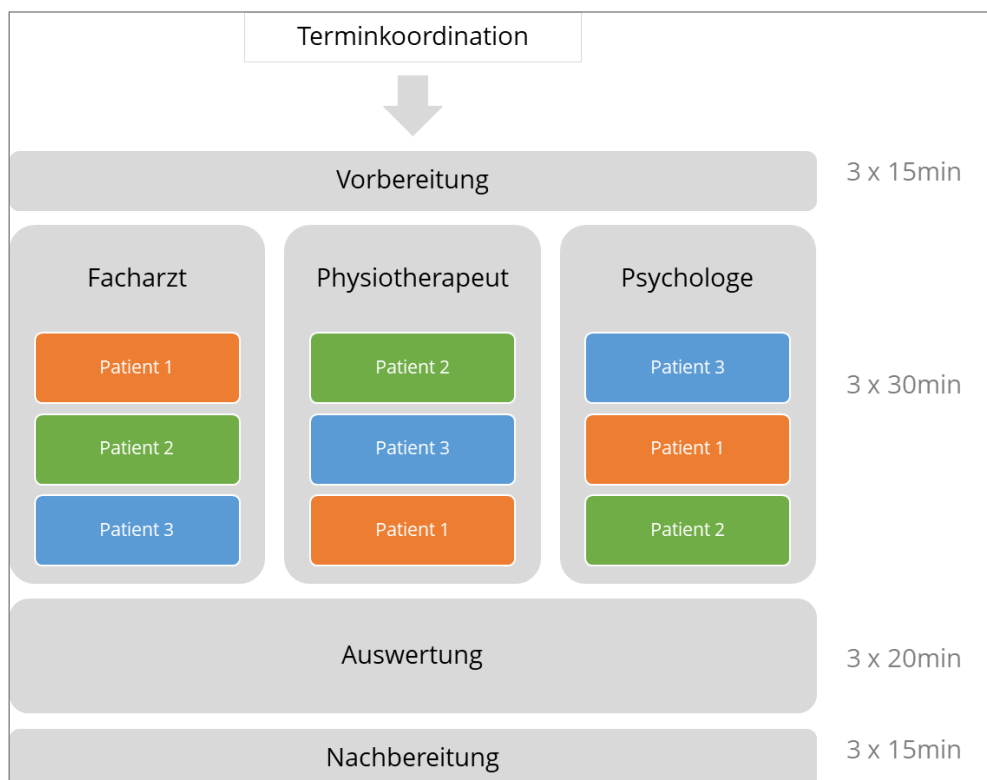 Terminkoordination
Vorbereitung
3 x 15min
Facharzt
Physiotherapeut
Psychologe
Patient 1
Patient 2
Patient 3
3 x 30min
Patient 2
Patient 3
Patient 1
Patient 3
Patient 1
Patient 2
Auswertung
3 x 20min
Nachbereitung
3 x 15min